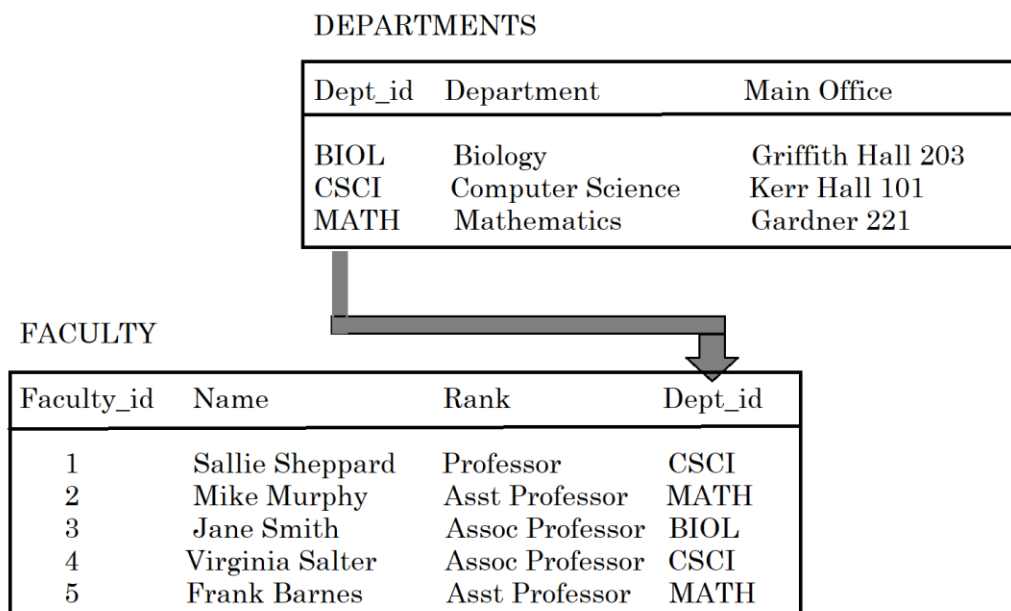 DEPARTMENTS
Dept_id Department Main Office
BIOL Biology Griffith Hall 203
CSCI Computer Science Kerr Hall 101
MATH Mathematics Gardner 221
FACULTY
Faculty_id Name Rank Dept_id
1 Sallie Sheppard Professor CSCI
2 Mike Murphy Asst Professor MATH
3 Jane Smith Assoc Professor BIOL
4 Virginia Salter Assoc Professor CSCI
5 Frank Barnes Asst Professor MATH